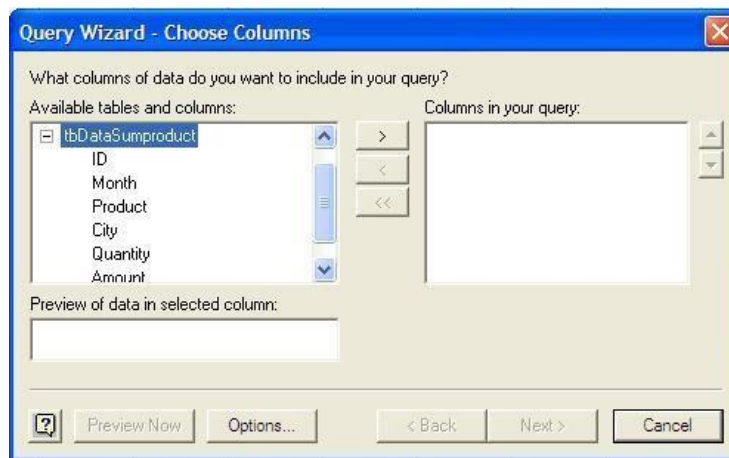 Query Wizard - Choose Columns
What columns of data do you want to include in your query?
Available tables and columns:
Columns in your query:
tbDataSumproduct
ID
Month
Product
City
Quantity
Amount
>
<
<<
Preview of data in selected column:
Preview Now
Options...
< Back
Next >
Cancel